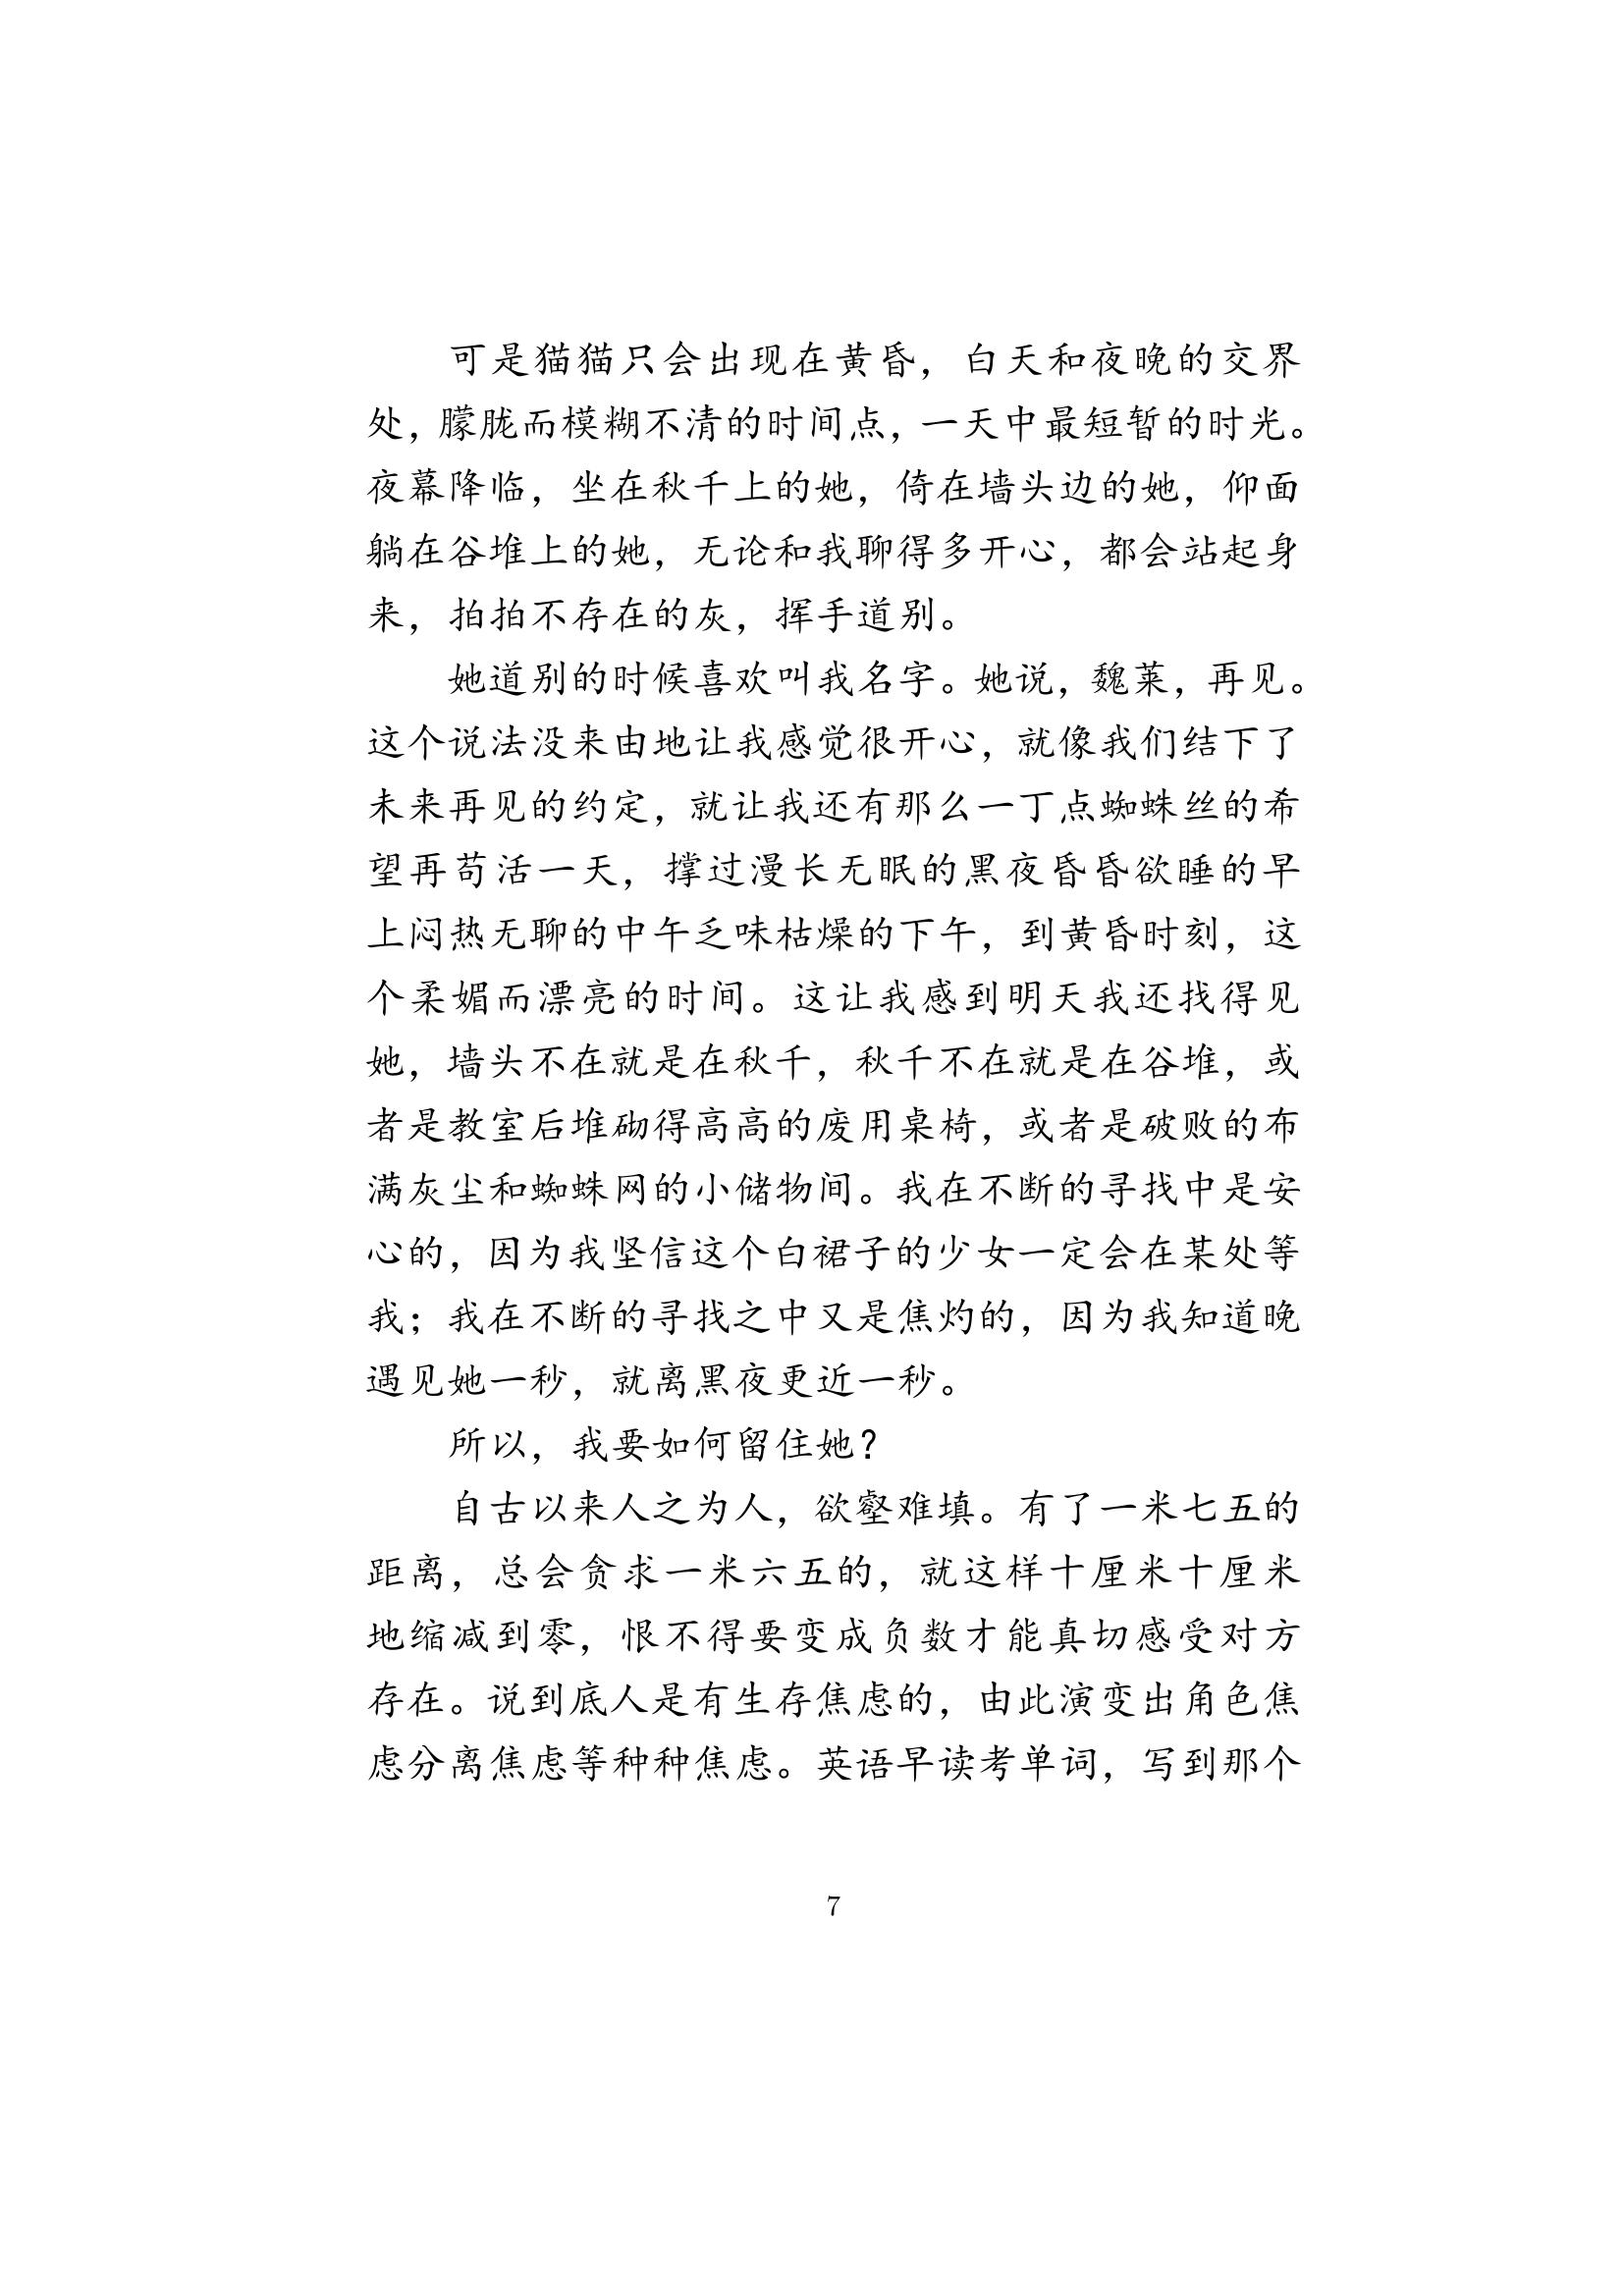 可是猫猫只会出现在黄昏，白天和夜晚的交界
处，朦胧而模糊不清的时间点，一天中最短暂的时光。
夜幕降临，坐在秋千上的她，倚在墙头边的她，仰面
躺在谷堆上的她，无论和我聊得多开心，都会站起身
来，拍拍不存在的灰，挥手道别。
她道别的时候喜欢叫我名字。她说，魏莱，再见。
这个说法没来由地让我感觉很开心，就像我们结下了
未来再见的约定，就让我还有那么一丁点蜘蛛丝的希
望再苟活一天，撑过漫长无眠的黑夜昏昏欲睡的早
上闷热无聊的中午乏味枯燥的下午，到黄昏时刻，这
个柔媚而漂亮的时间。这让我感到明天我还找得见
她，墙头不在就是在秋千，秋千不在就是在谷堆，或
者是教室后堆砌得高高的废用桌椅，或者是破败的布
满灰尘和蜘蛛网的小储物间。我在不断的寻找中是安
心的，因为我坚信这个白裙子的少女一定会在某处等
我；我在不断的寻找之中又是焦灼的，因为我知道晚
遇见她一秒，就离黑夜更近一秒。
所以，我要如何留住她？
自古以来人之为人，欲壑难填。有了一米七五的
距离，总会贪求一米六五的，就这样十厘米十厘米
地缩减到零，恨不得要变成负数才能真切感受对方
存在。说到底人是有生存焦虑的，由此演变出角色焦
虑分离焦虑等种种焦虑。英语早读考单词，写到那个
7